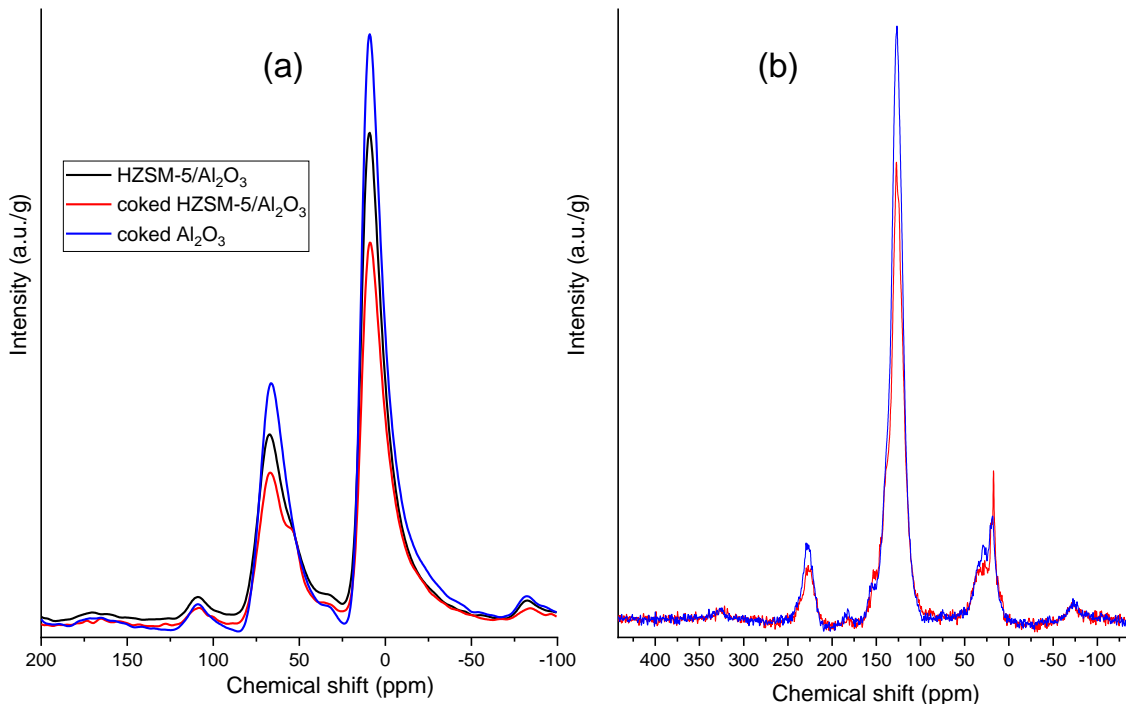 (a)
HZSM-5/Al₂O₃
coked HZSM-5/Al₂O₃
coked Al₂O₃
Intensity (a.u./g)
200 150 100 50 0 -50 -100
Chemical shift (ppm)
(b)
Intensity (a.u./g)
400 350 300 250 200 150 100 50 0 -50 -100
Chemical shift (ppm)